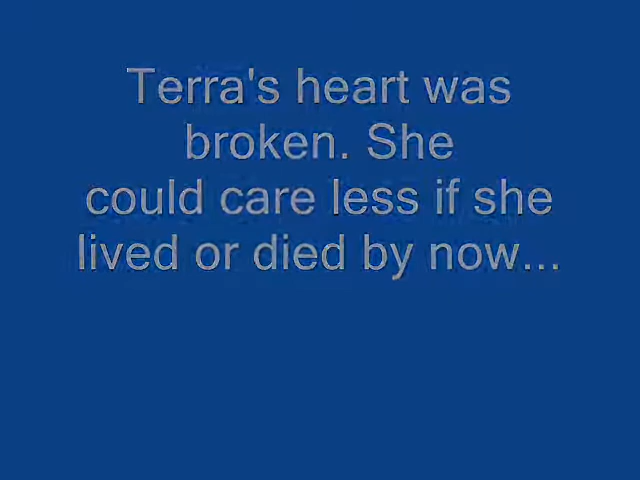 Terra's heart was
broken. She
could care less if she
lived or died by now...